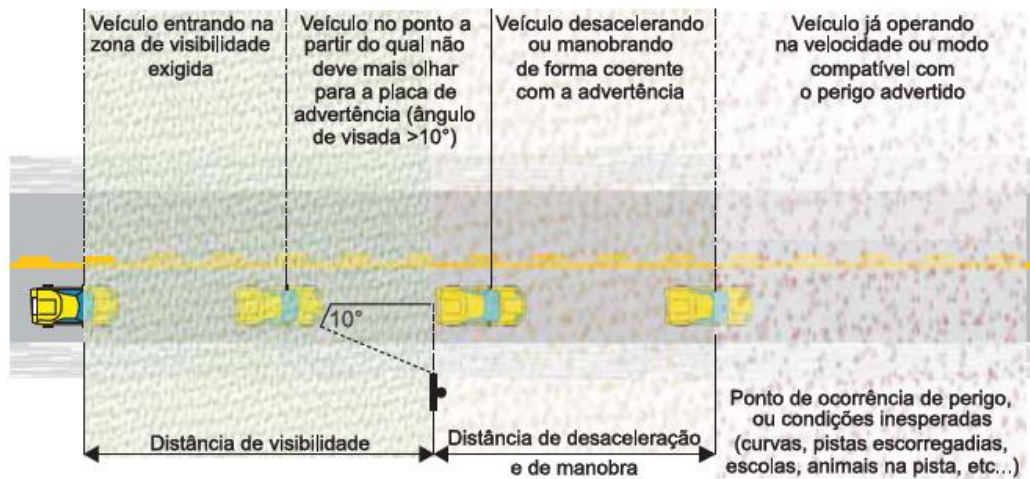 Veículo entrando na
zona de visibilidade
exigida
Veículo no ponto a
partir do qual não
deve mais olhar
para a placa de
advertência (ângulo
de visada >10°)
Veículo desacelerando
ou manobrando
de forma coerente
com a advertência
Veículo já operando
na velocidade ou modo
compatível com
o perigo advertido
10°
Distância de visibilidade
Distância de desaceleração
e de manobra
Ponto de ocorrência de perigo,
ou condições inesperadas
(curvas, pistas escorregadias,
escolas, animais na pista, etc...)